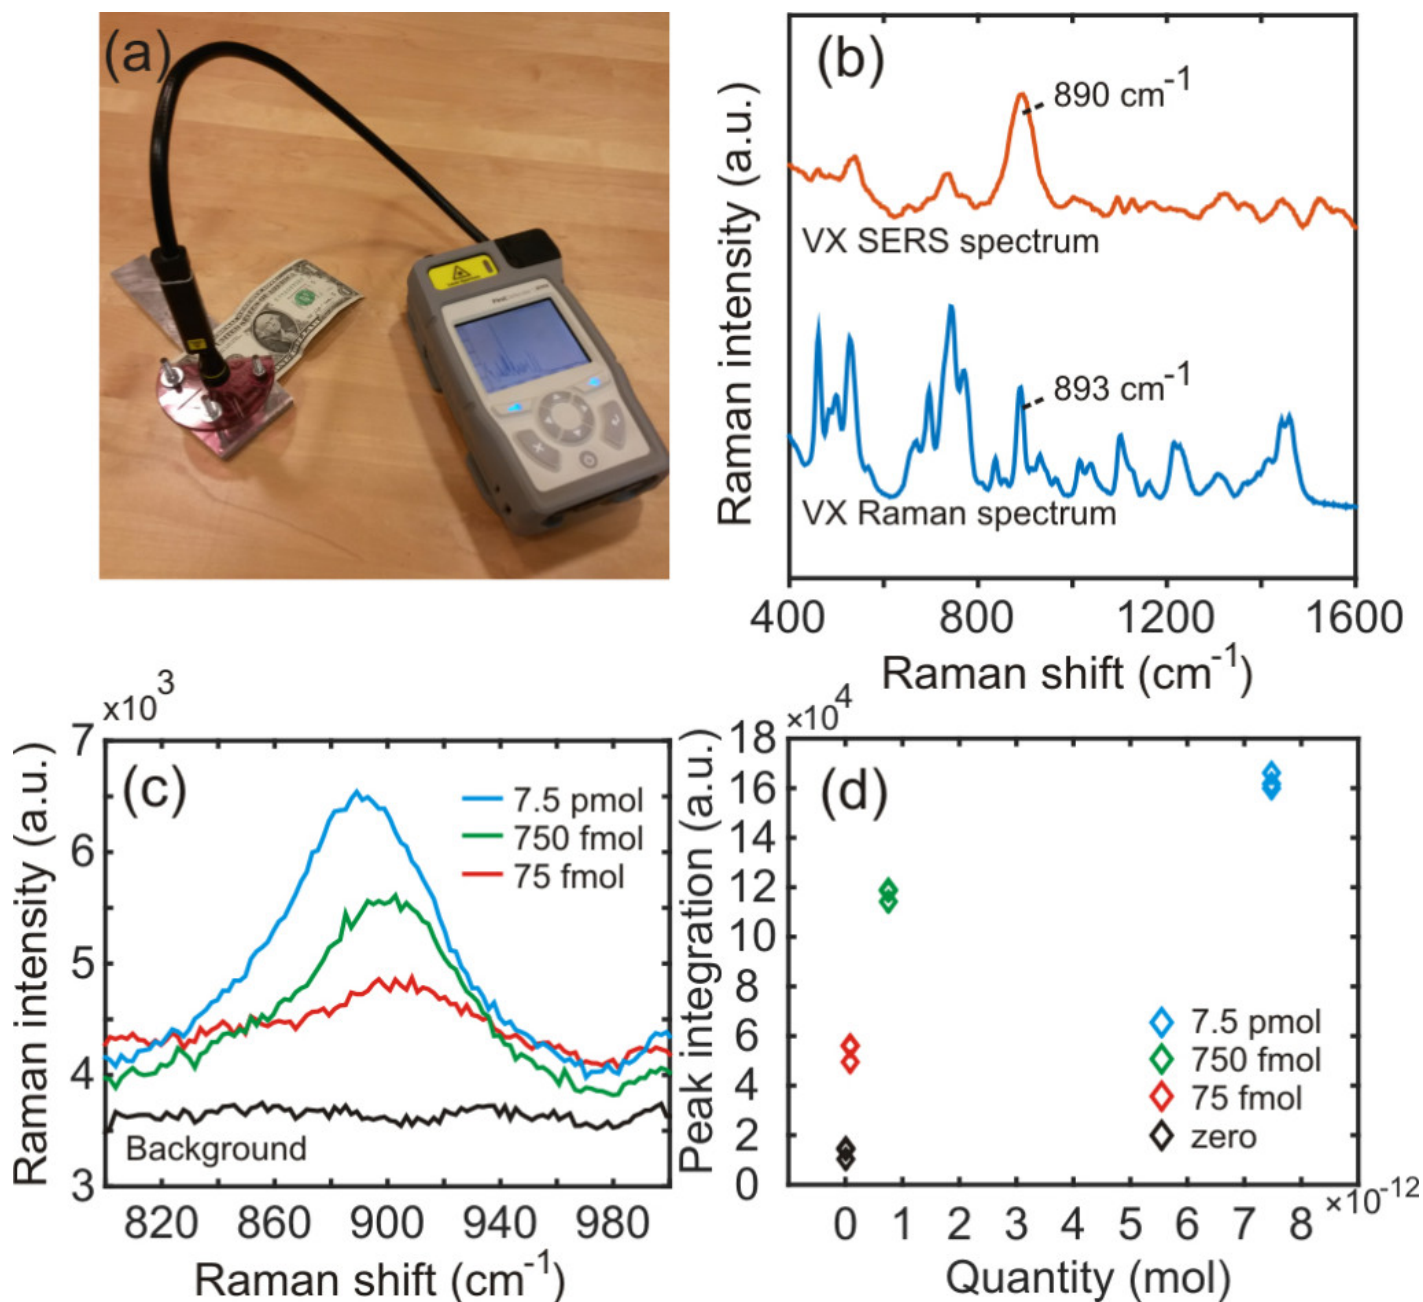 (a)
(b)
890 cm⁻¹
VX SERS spectrum
893 cm⁻¹
VX Raman spectrum
Raman intensity (a.u.)
400 800 1200 1600
Raman shift (cm⁻¹)
×10³
7
6
5
4
3
(c)
7.5 pmol
750 fmol
75 fmol
Background
Raman intensity (a.u.)
820 860 900 940 980
Raman shift (cm⁻¹)
×10⁴
18
16
14
12
10
8
6
4
2
0
(d)
7.5 pmol
750 fmol
75 fmol
zero
Peak integration (a.u.)
0 1 2 3 4 5 6 7 8
×10⁻¹²
Quantity (mol)